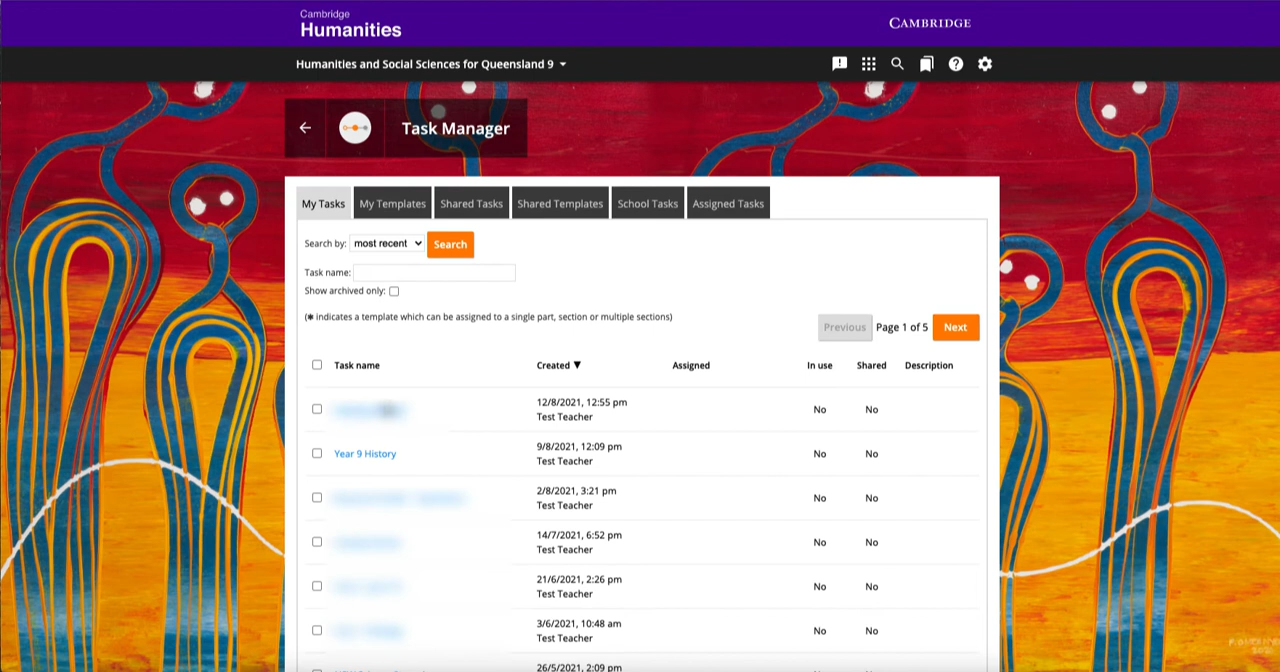 Cambridge
Humanities
CAMBRIDGE
Humanities and Social Sciences for Queensland 9
Task Manager
My Tasks My Templates Shared Tasks Shared Templates School Tasks Assigned Tasks
Search by: most recent Search
Task name:
Show archived only:
(✱ indicates a template which can be assigned to a single part, section or multiple sections)
Previous Page 1 of 5 Next
Task name Created ▼ Assigned In use Shared Description
12/8/2021, 12:55 pm
Test Teacher
No No
Year 9 History
9/8/2021, 12:09 pm
Test Teacher
No No
2/8/2021, 3:21 pm
Test Teacher
No No
14/7/2021, 6:52 pm
Test Teacher
No No
21/6/2021, 2:26 pm
Test Teacher
No No
3/6/2021, 10:48 am
Test Teacher
No No
26/5/2021, 2:09 pm